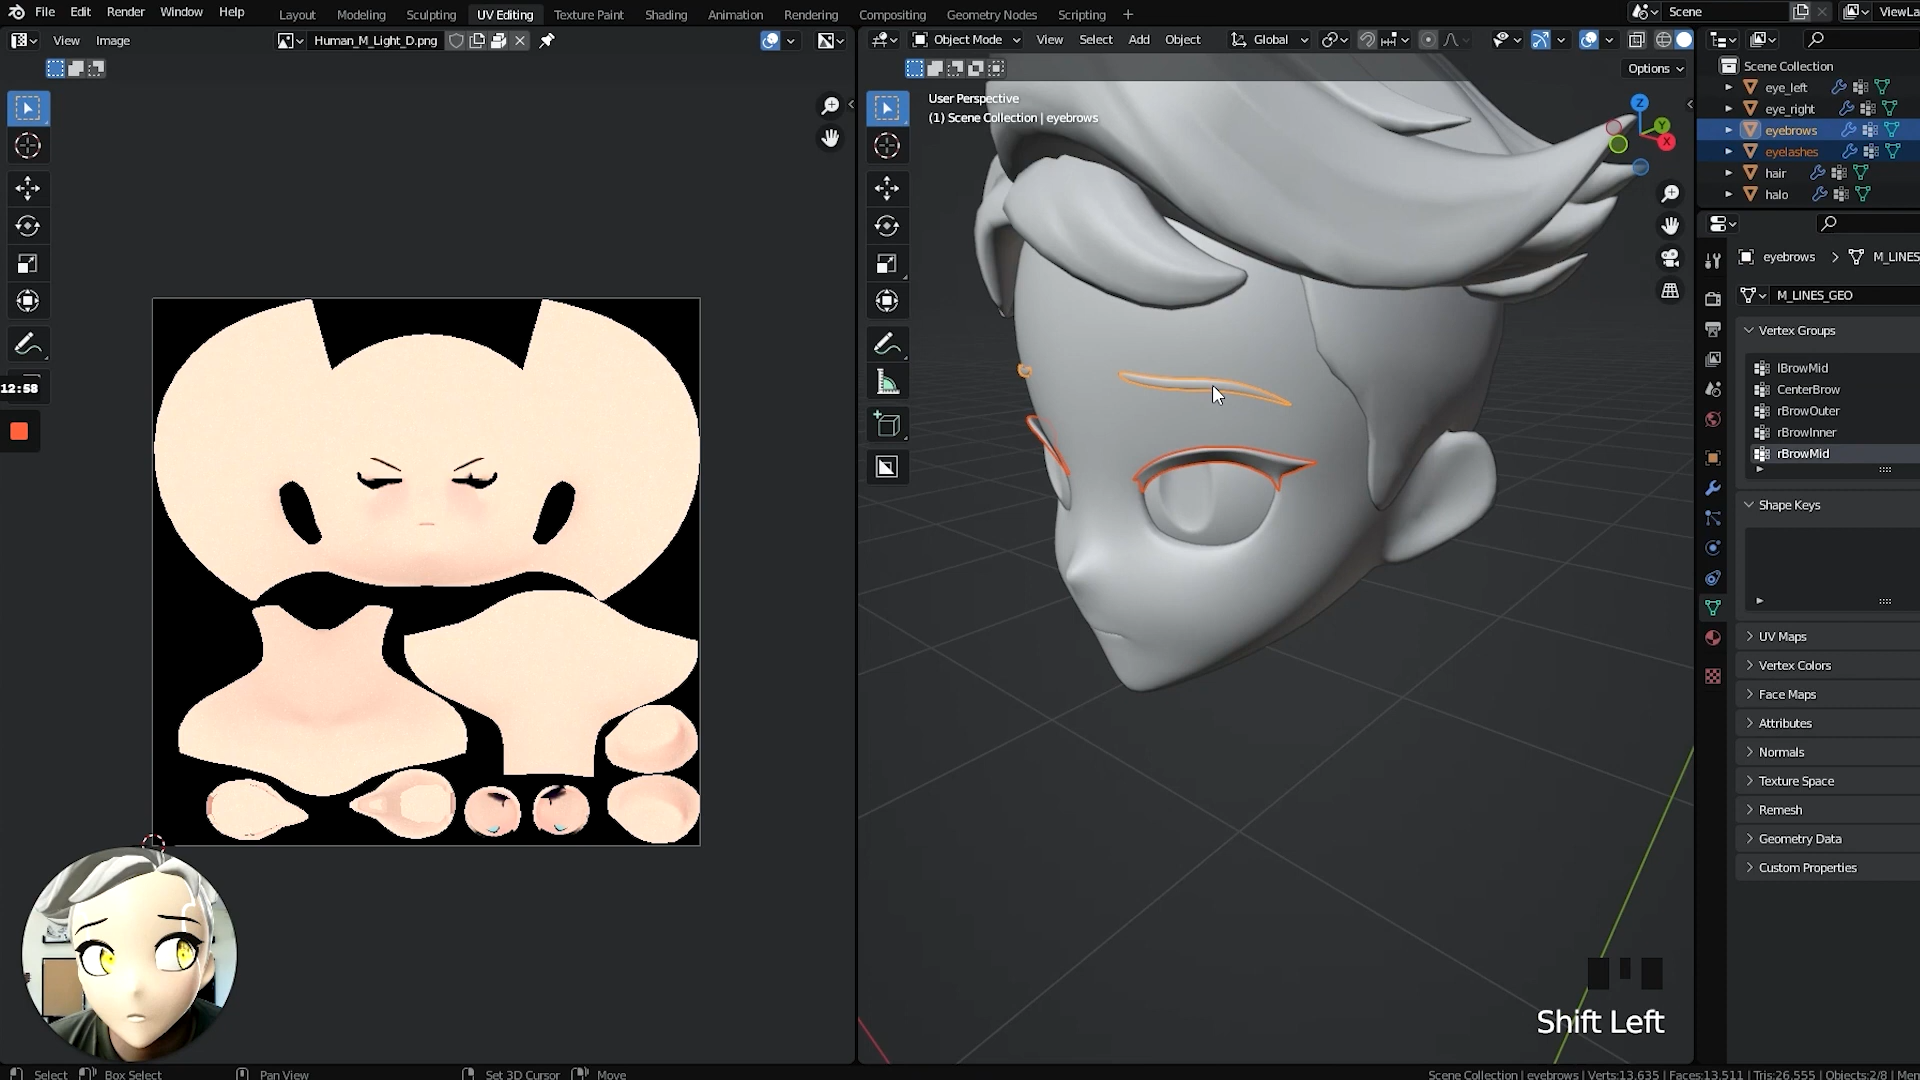 File Edit Render Window Help Layout Modeling Sculpting UV Editing Texture Paint Shading Animation Rendering Compositing Geometry Nodes Scripting + Scene ViewLa
View Image Human_M_Light_D.png Object Mode View Select Add Object Global
Options
User Perspective
(1) Scene Collection | eyebrows
Z
Y
X
Scene Collection
eye_left
eye_right
eyebrows
eyelashes
hair
halo
eyebrows > M_LINES
M_LINES_GEO
Vertex Groups
lBrowMid
CenterBrow
rBrowOuter
rBrowInner
rBrowMid
Shape Keys
UV Maps
Vertex Colors
Face Maps
Attributes
Normals
Texture Space
Remesh
Geometry Data
Custom Properties
12:58
Shift Left
Select Box Select Pan View Set 3D Cursor Move Scene Collection | eyebrows | Verts:13,635 | Faces:13,511 | Tris:26,555 | Objects:2/8 | Mem